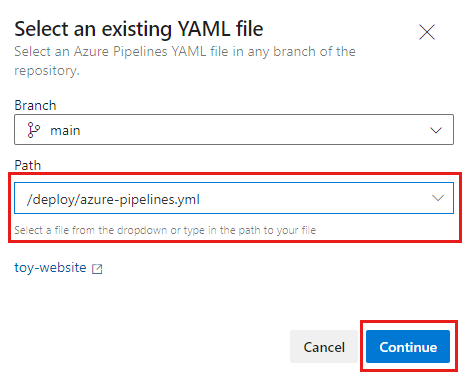 Select an existing YAML file
Select an Azure Pipelines YAML file in any branch of the
repository.
Branch
main
Path
/deploy/azure-pipelines.yml
Select a file from the dropdown or type in the path to your file
toy-website
Cancel
Continue